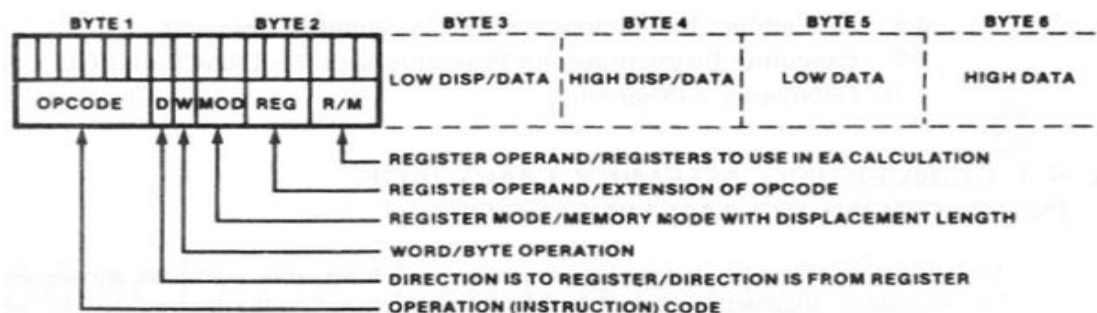 BYTE 1 BYTE 2 BYTE 3 BYTE 4 BYTE 5 BYTE 6
OPCODE D W MOD REG R/M LOW DISP/DATA HIGH DISP/DATA LOW DATA HIGH DATA
REGISTER OPERAND/REGISTERS TO USE IN EA CALCULATION
REGISTER OPERAND/EXTENSION OF OPCODE
REGISTER MODE/MEMORY MODE WITH DISPLACEMENT LENGTH
WORD/BYTE OPERATION
DIRECTION IS TO REGISTER/DIRECTION IS FROM REGISTER
OPERATION (INSTRUCTION) CODE